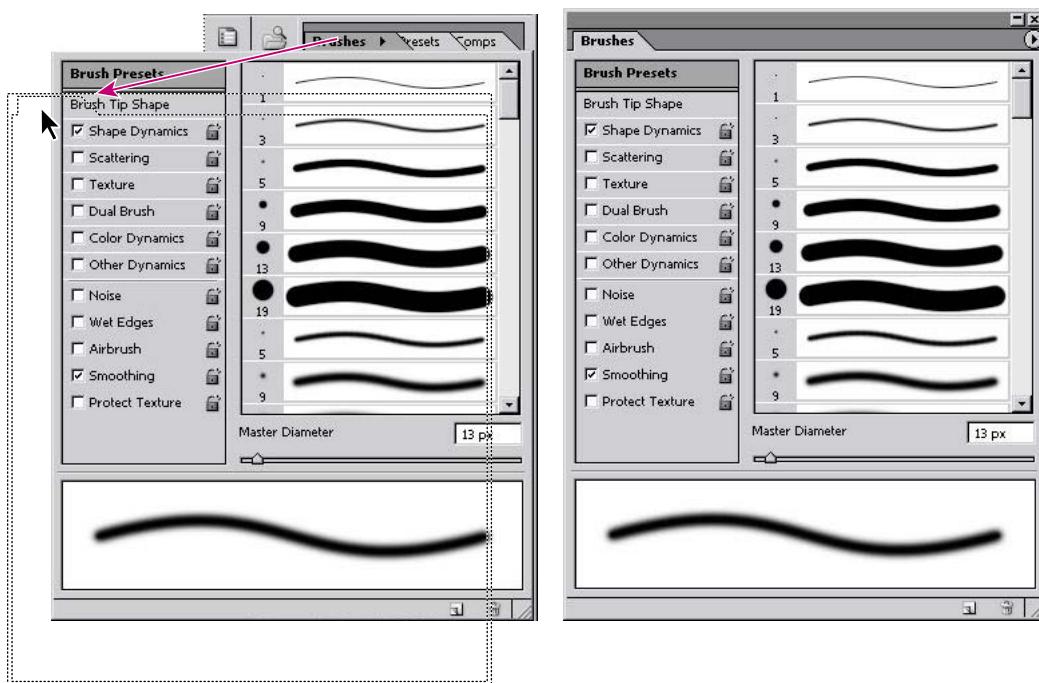 Brushes Presets Comps
Brush Presets
Brush Tip Shape
Shape Dynamics
Scattering
Texture
Dual Brush
Color Dynamics
Other Dynamics
Noise
Wet Edges
Airbrush
Smoothing
Protect Texture
1
3
5
9
13
19
5
9
Master Diameter 13 px
Brushes
Brush Presets
Brush Tip Shape
Shape Dynamics
Scattering
Texture
Dual Brush
Color Dynamics
Other Dynamics
Noise
Wet Edges
Airbrush
Smoothing
Protect Texture
1
3
5
9
13
19
5
9
Master Diameter 13 px